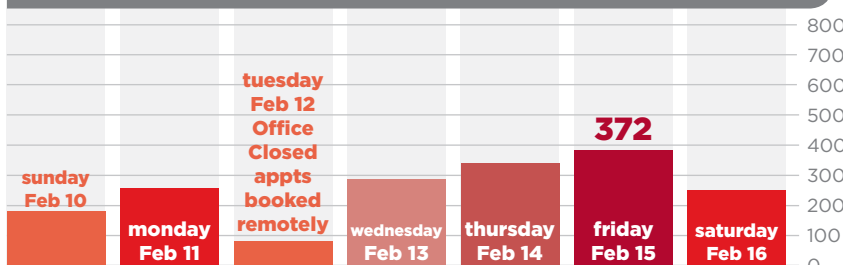 800
700
600
500
400
300
200
100
0
sunday
Feb 10
monday
Feb 11
tuesday
Feb 12
Office
Closed
appts
booked
remotely
wednesday
Feb 13
thursday
Feb 14
372
friday
Feb 15
saturday
Feb 16